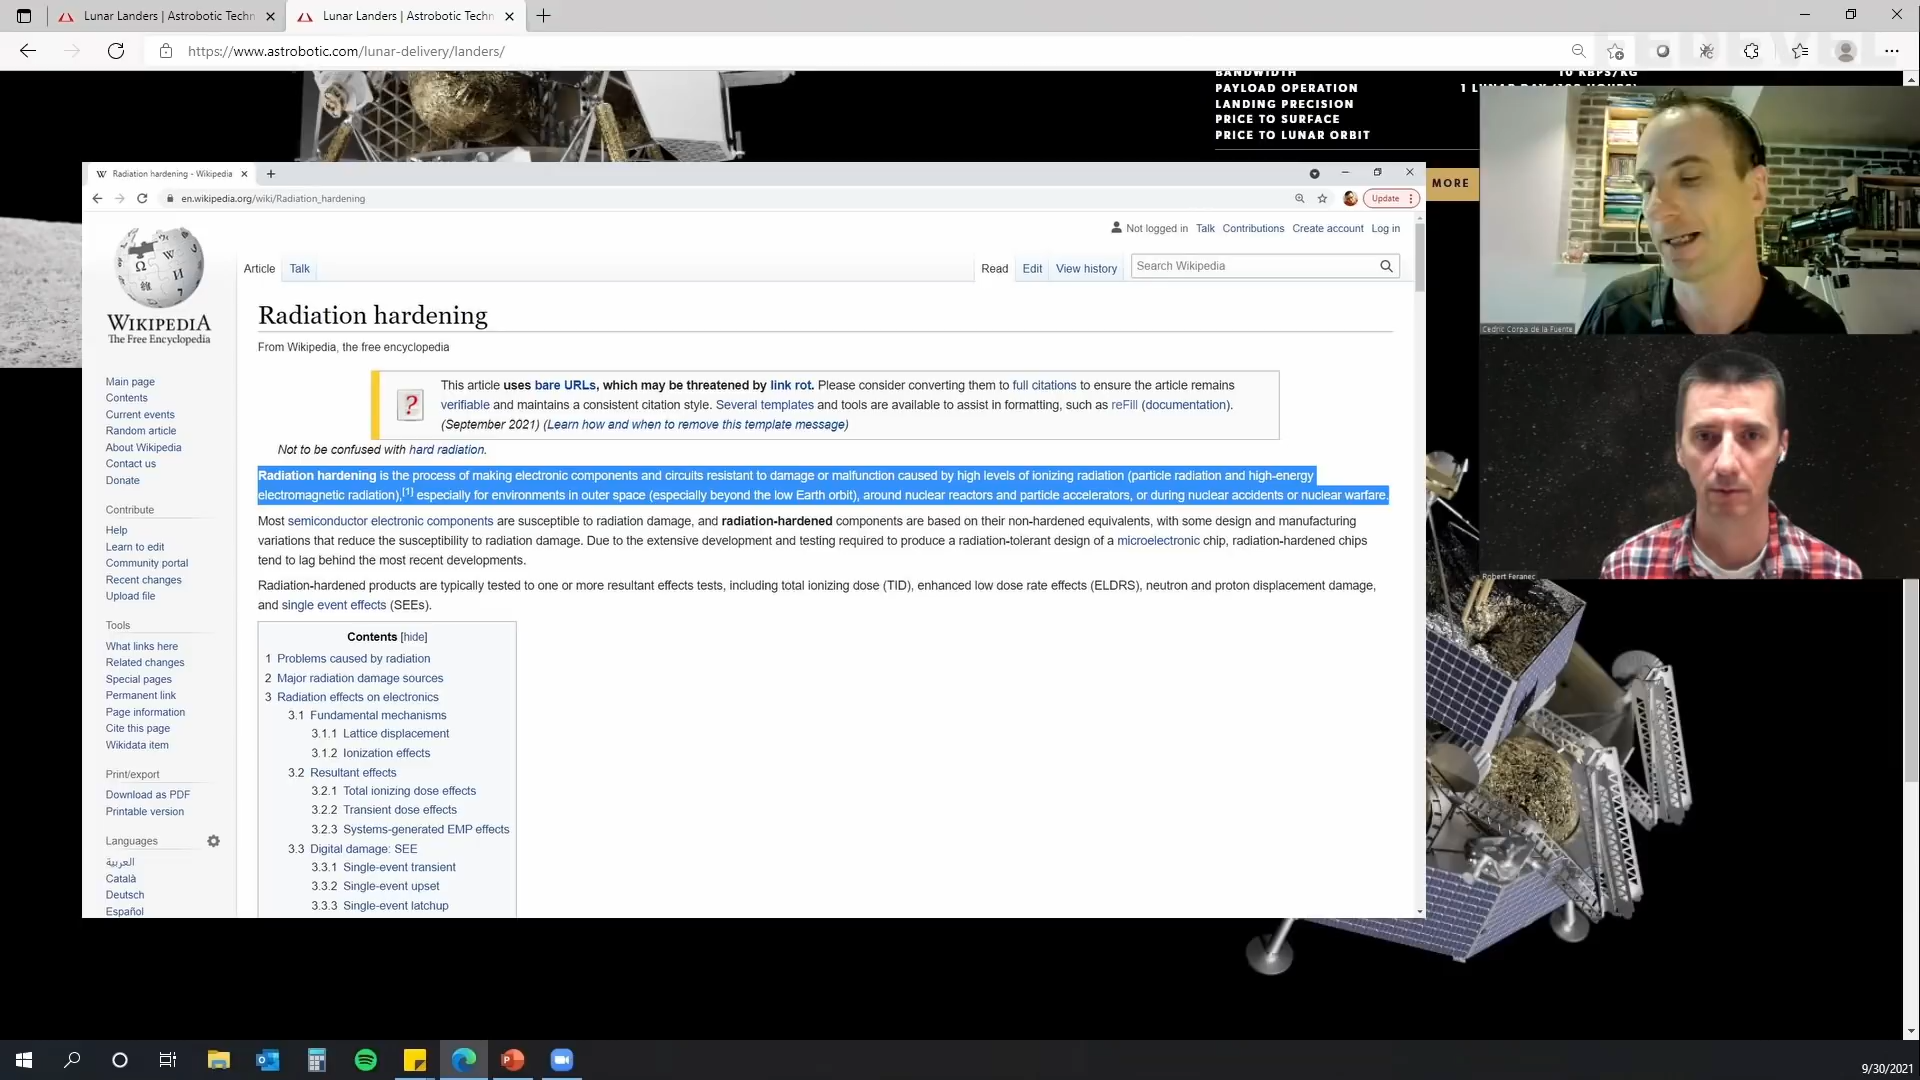 Lunar Landers | Astrobotic Techn
Lunar Landers | Astrobotic Techn
https://www.astrobotic.com/lunar-delivery/landers/
FEDEVEL
BANDWIDTH 10 KBPS/KG
PAYLOAD OPERATION
LANDING PRECISION
PRICE TO SURFACE
PRICE TO LUNAR ORBIT
MORE
Radiation hardening - Wikipedia
en.wikipedia.org/wiki/Radiation_hardening
Update
Not logged in Talk Contributions Create account Log in
Article Talk Read Edit View history Search Wikipedia
WIKIPEDIA
The Free Encyclopedia
Main page
Contents
Current events
Random article
About Wikipedia
Contact us
Donate
Contribute
Help
Learn to edit
Community portal
Recent changes
Upload file
Tools
What links here
Related changes
Special pages
Permanent link
Page information
Cite this page
Wikidata item
Print/export
Download as PDF
Printable version
Languages
العربية
Català
Deutsch
Español
Radiation hardening
From Wikipedia, the free encyclopedia
This article uses bare URLs, which may be threatened by link rot. Please consider converting them to full citations to ensure the article remains
verifiable and maintains a consistent citation style. Several templates and tools are available to assist in formatting, such as reFill (documentation).
(September 2021) (Learn how and when to remove this template message)
Not to be confused with hard radiation.
Radiation hardening is the process of making electronic components and circuits resistant to damage or malfunction caused by high levels of ionizing radiation (particle radiation and high-energy
electromagnetic radiation),[1] especially for environments in outer space (especially beyond the low Earth orbit), around nuclear reactors and particle accelerators, or during nuclear accidents or nuclear warfare.
Most semiconductor electronic components are susceptible to radiation damage, and radiation-hardened components are based on their non-hardened equivalents, with some design and manufacturing
variations that reduce the susceptibility to radiation damage. Due to the extensive development and testing required to produce a radiation-tolerant design of a microelectronic chip, radiation-hardened chips
tend to lag behind the most recent developments.
Radiation-hardened products are typically tested to one or more resultant effects tests, including total ionizing dose (TID), enhanced low dose rate effects (ELDRS), neutron and proton displacement damage,
and single event effects (SEEs).
Contents [hide]
1 Problems caused by radiation
2 Major radiation damage sources
3 Radiation effects on electronics
3.1 Fundamental mechanisms
3.1.1 Lattice displacement
3.1.2 Ionization effects
3.2 Resultant effects
3.2.1 Total ionizing dose effects
3.2.2 Transient dose effects
3.2.3 Systems-generated EMP effects
3.3 Digital damage: SEE
3.3.1 Single-event transient
3.3.2 Single-event upset
3.3.3 Single-event latchup
Cedric Corpa de la Fuente
Robert Feranec
9/30/2021